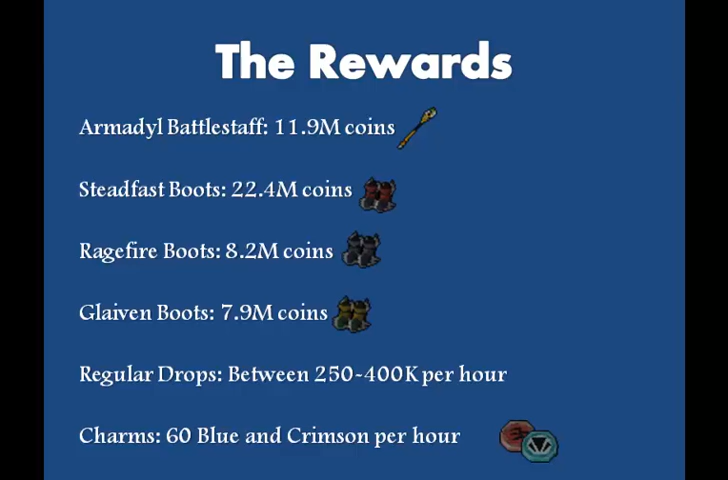 The Rewards
Armadyl Battlestaff: 11.9M coins
Steadfast Boots: 22.4M coins
Ragefire Boots: 8.2M coins
Glaiven Boots: 7.9M coins
Regular Drops: Between 250-400K per hour
Charms: 60 Blue and Crimson per hour